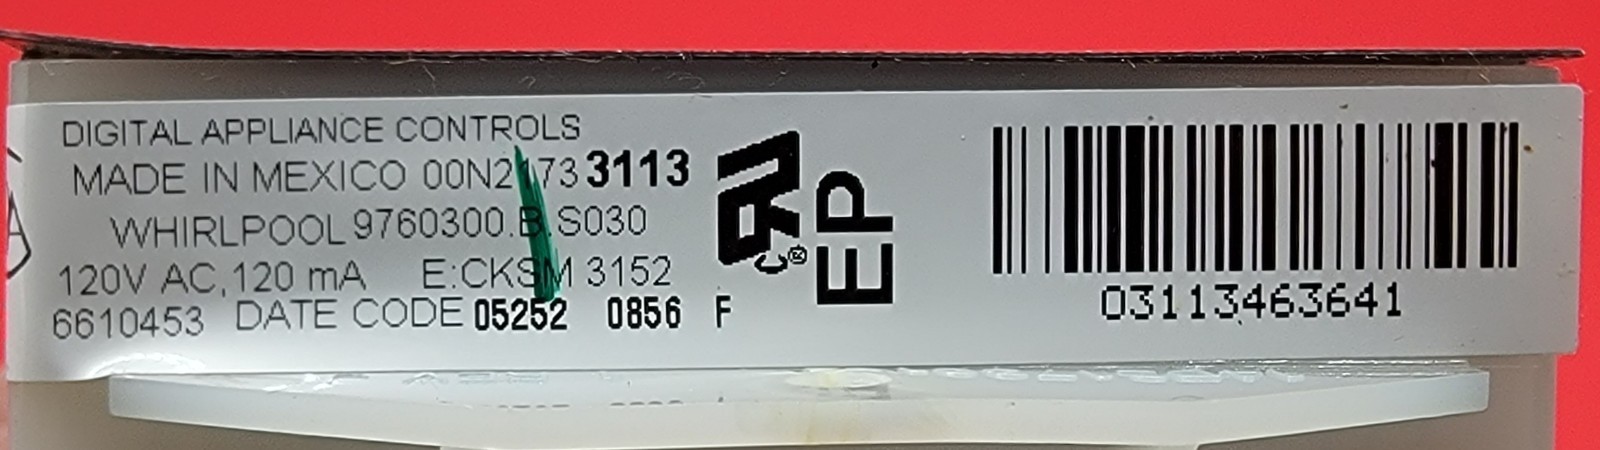 DIGITAL APPLIANCE CONTROLS
MADE IN MEXICO 00N2173 3113
WHIRLPOOL 9760300.B.S030
120V AC, 120 mA E:CKSM 3152
6610453 DATE CODE 05252 0856 F
EP
03113463641